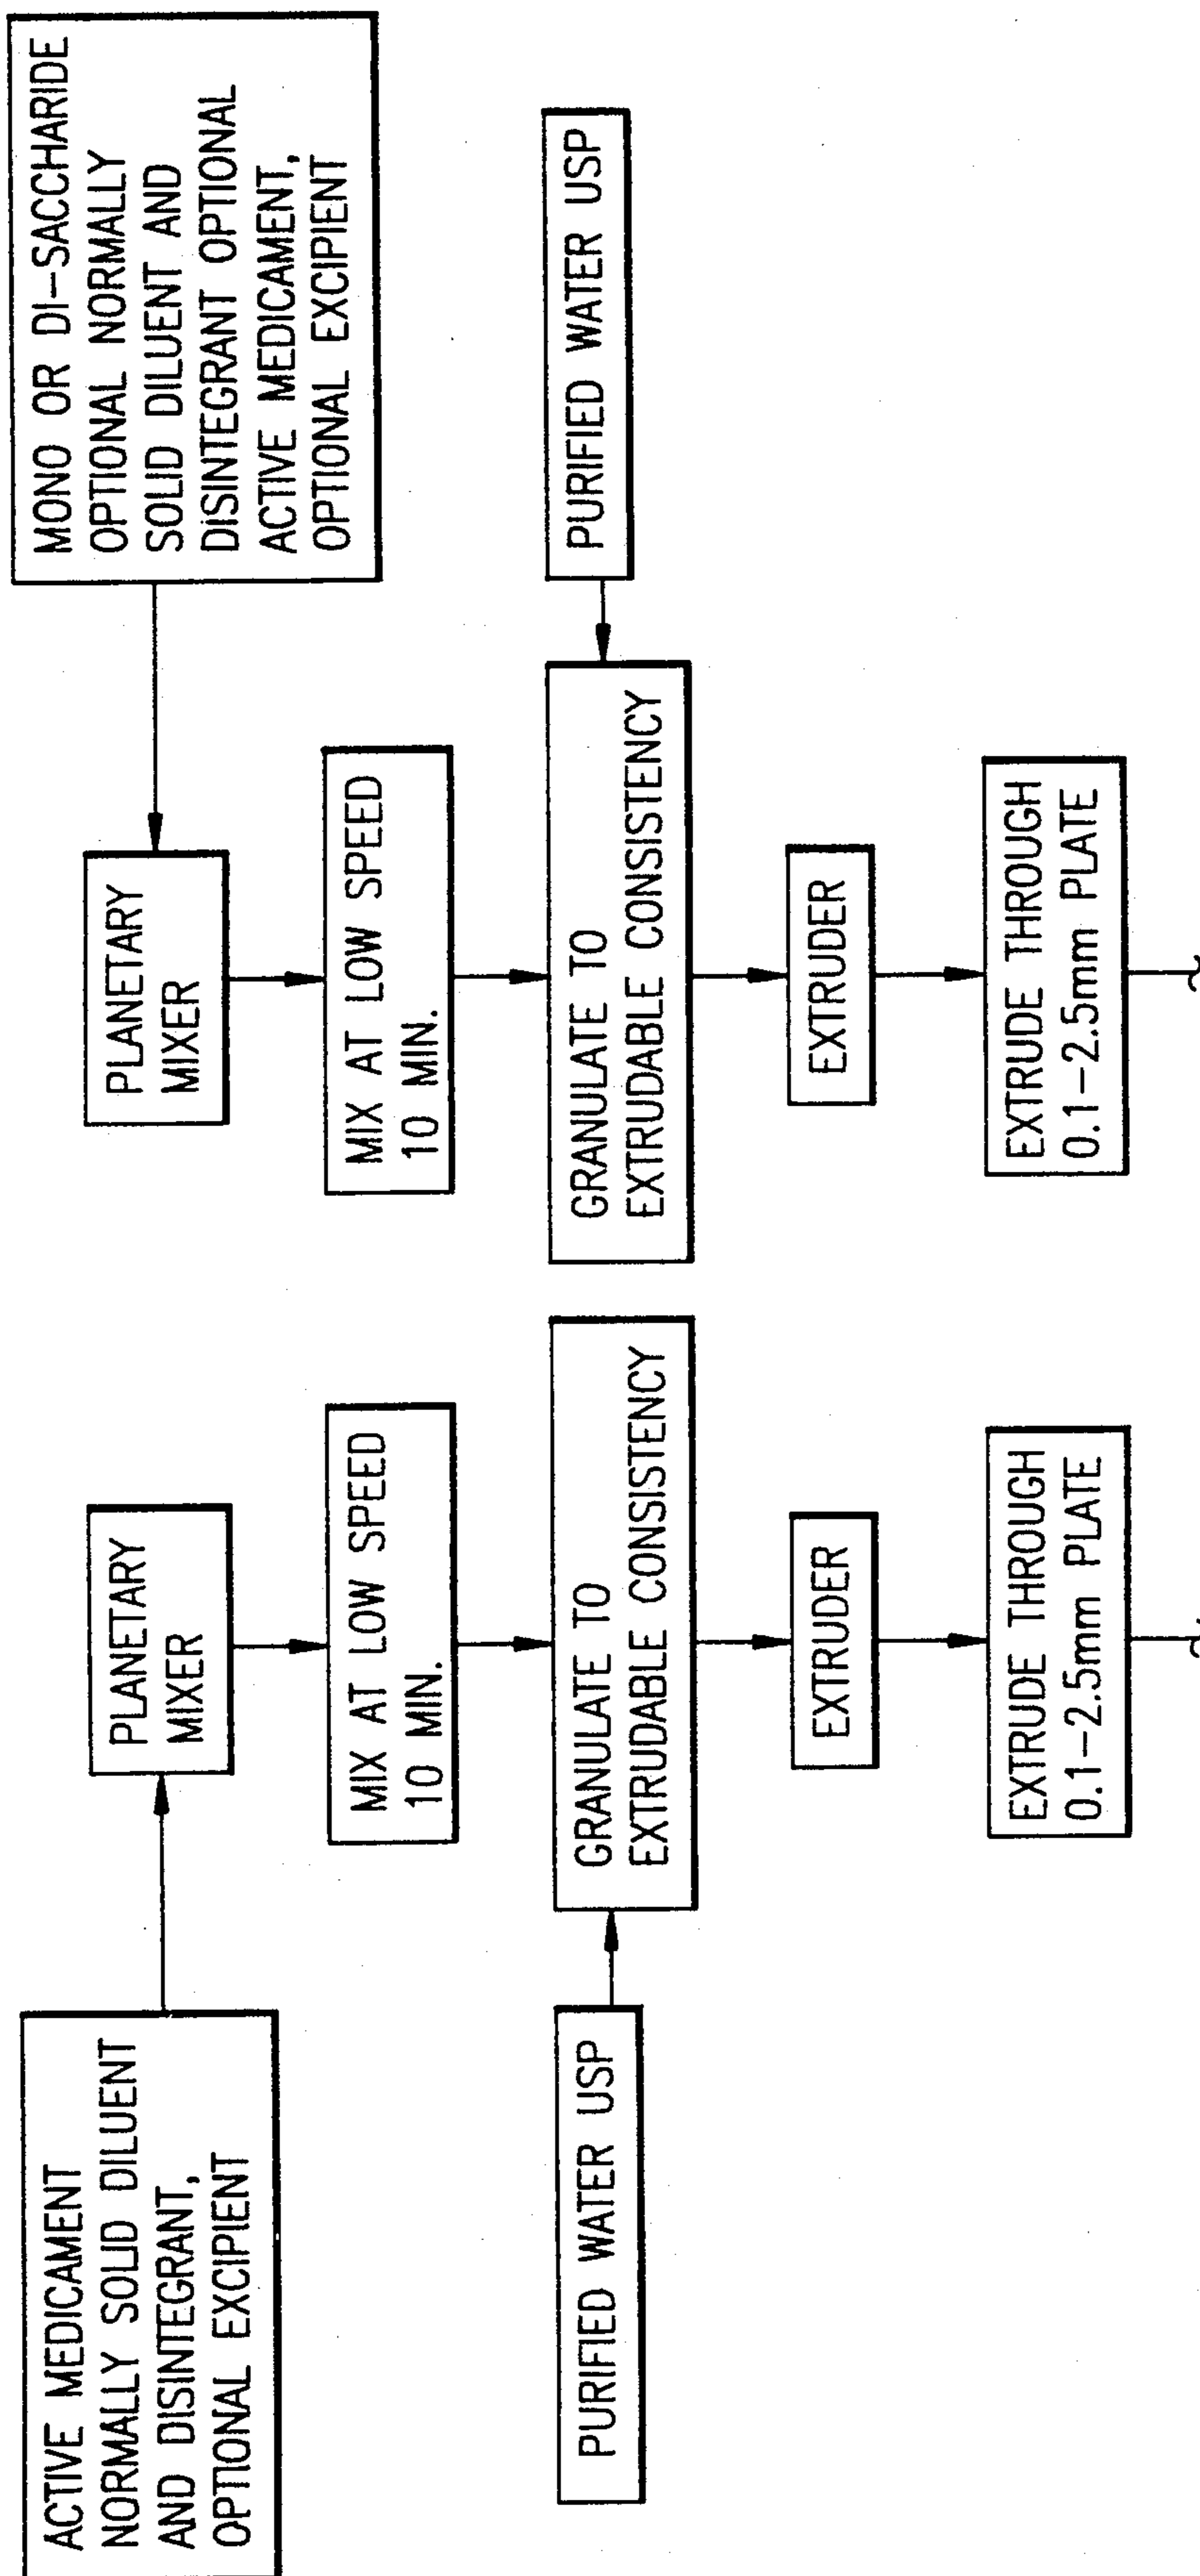 ACTIVE MEDICAMENT
NORMALLY SOLID DILUENT
AND DISINTEGRANT,
OPTIONAL EXCIPIENT
PLANETARY
MIXER
MIX AT LOW SPEED
10 MIN.
PURIFIED WATER USP
GRANULATE TO
EXTRUDABLE CONSISTENCY
EXTRUDER
EXTRUDE THROUGH
0.1-2.5mm PLATE
MONO OR DI-SACCHARIDE
OPTIONAL NORMALLY
SOLID DILUENT AND
DISINTEGRANT OPTIONAL
ACTIVE MEDICAMENT,
OPTIONAL EXCIPIENT
PLANETARY
MIXER
MIX AT LOW SPEED
10 MIN.
PURIFIED WATER USP
GRANULATE TO
EXTRUDABLE CONSISTENCY
EXTRUDER
EXTRUDE THROUGH
0.1-2.5mm PLATE